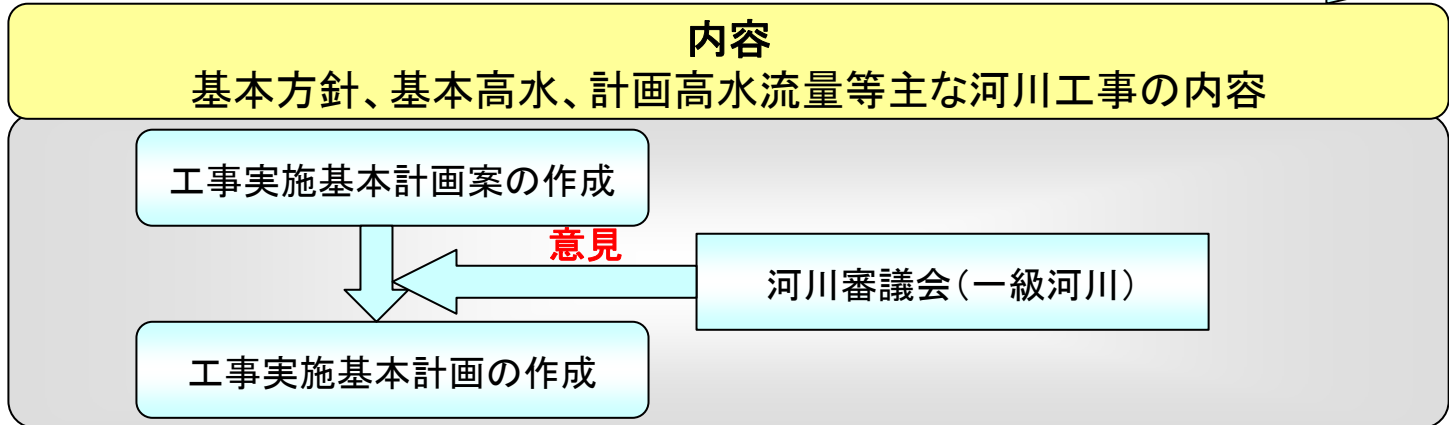 内容
基本方針、基本高水、計画高水流量等主な河川工事の内容
工事実施基本計画案の作成
意見
河川審議会（一級河川）
工事実施基本計画の作成